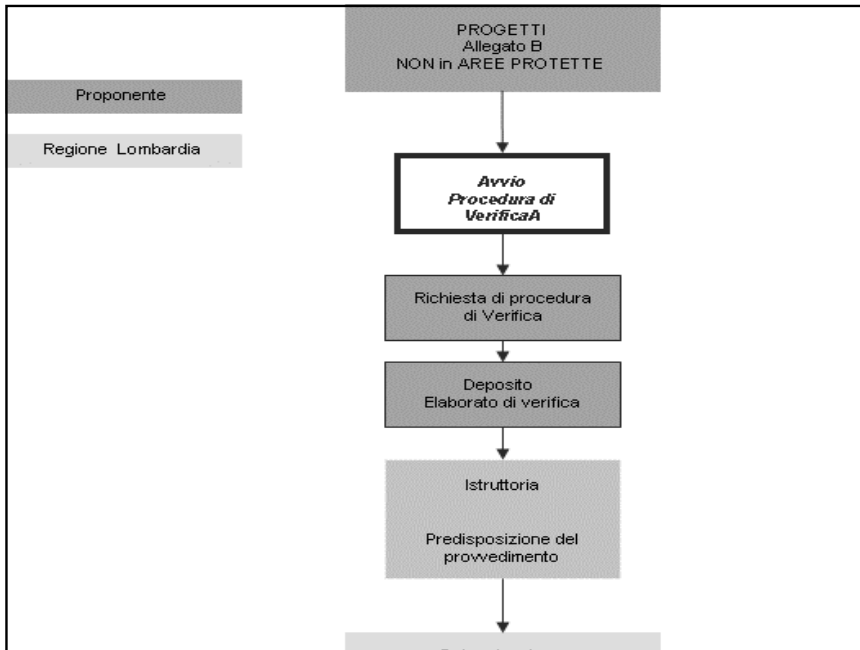 PROGETTI
Allegato B
NON in AREE PROTETTE
Proponente
Regione Lombardia
Avvio
Procedura di
VerificaA
Richiesta di procedura
di Verifica
Deposito
Elaborato di verifica
Istruttoria
Predisposizione del
provvedimento